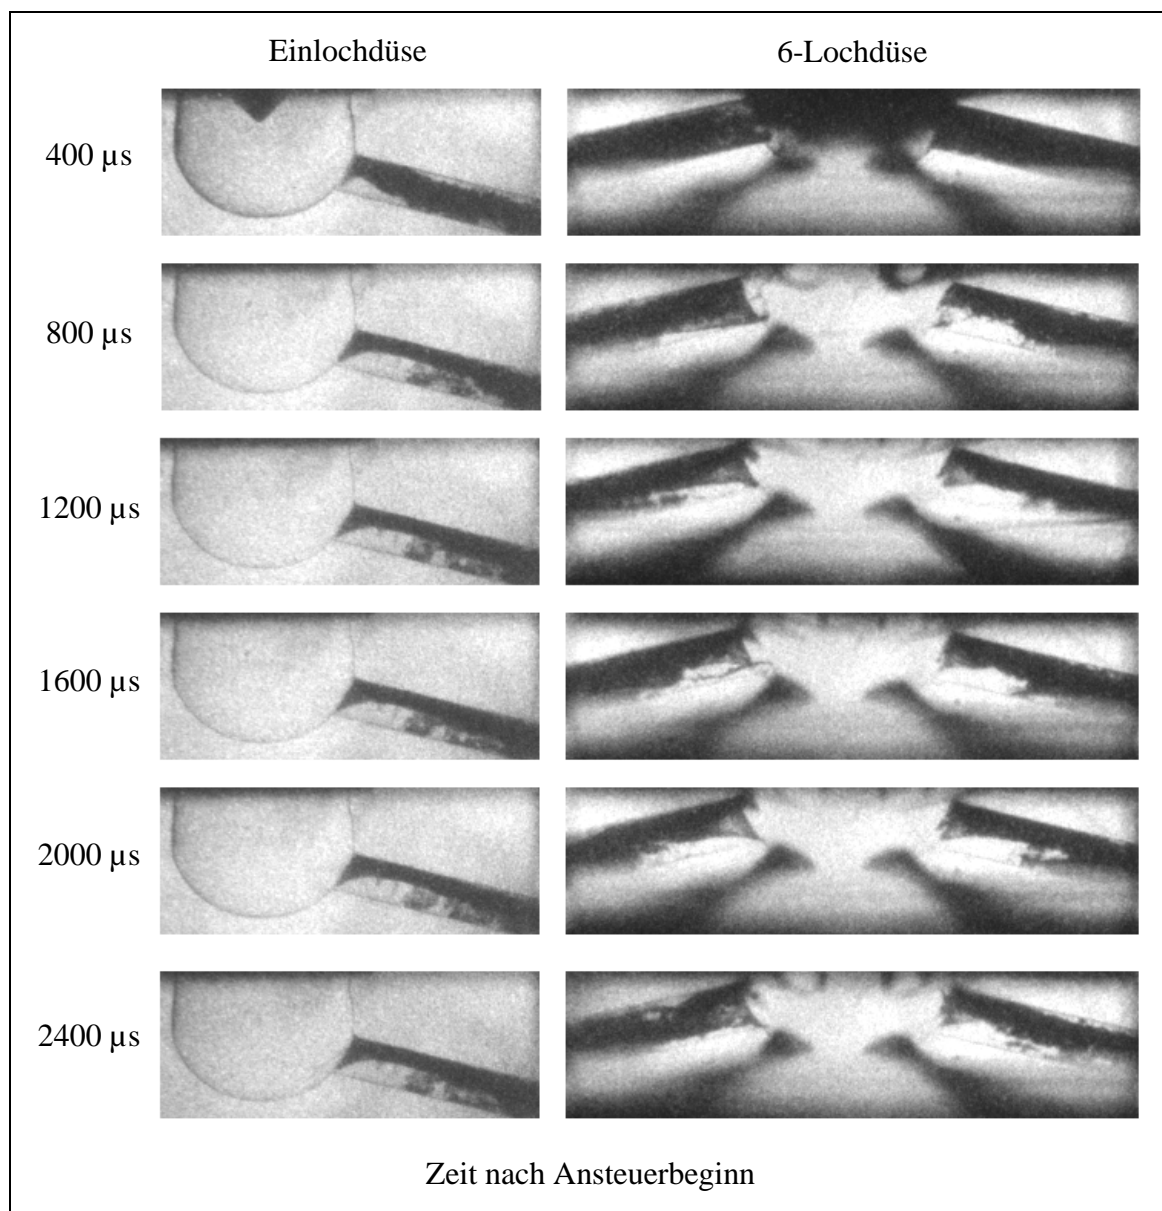 Einlochdüse
6-Lochdüse
400 µs
800 µs
1200 µs
1600 µs
2000 µs
2400 µs
Zeit nach Ansteuerbeginn